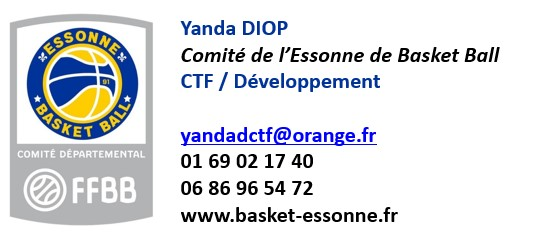 ESSONNE
91
BASKET BALL
COMITÉ DÉPARTEMENTAL
FFBB
Yanda DIOP
Comité de l'Essonne de Basket Ball
CTF / Développement
yandadctf@orange.fr
01 69 02 17 40
06 86 96 54 72
www.basket-essonne.fr